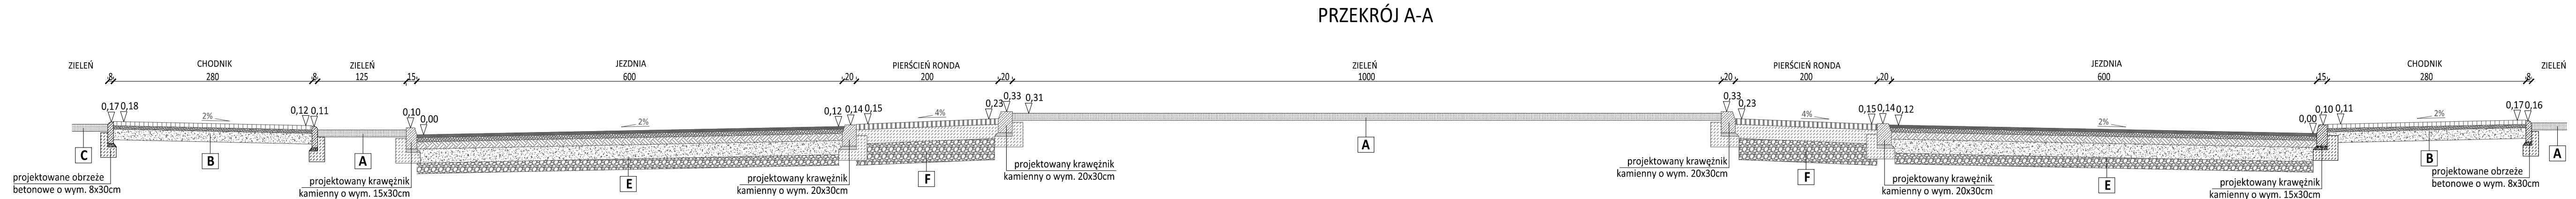 PRZEKRÓJ A-A
ZIELEŃ CHODNIK ZIELEŃ JEZDNIA PIERŚCIEŃ RONDA ZIELEŃ PIERŚCIEŃ RONDA JEZDNIA CHODNIK ZIELEŃ
8 280 8 125 15 600 20 200 20 1000 20 200 20 600 15 280 8
0,17 0,18 0,12 0,11 0,10 0,00 0,12 0,14 0,15 0,23 0,33 0,31 0,33 0,23 0,15 0,14 0,12 0,00 0,10 0,11 0,17 0,16
2% 2% 4% 4% 2% 2%
C B A E F A F E B A
projektowane obrzeże
betonowe o wym. 8x30cm
projektowany krawężnik
kamienny o wym. 15x30cm
projektowany krawężnik
kamienny o wym. 20x30cm
projektowany krawężnik
kamienny o wym. 20x30cm
projektowany krawężnik
kamienny o wym. 20x30cm
projektowany krawężnik
kamienny o wym. 20x30cm
projektowany krawężnik
kamienny o wym. 15x30cm
projektowane obrzeże
betonowe o wym. 8x30cm